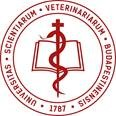 UNIVERSITAS • SCIENTIARUM • VETERINARIARUM • BUDAPESTINENSIS
• 1787 •